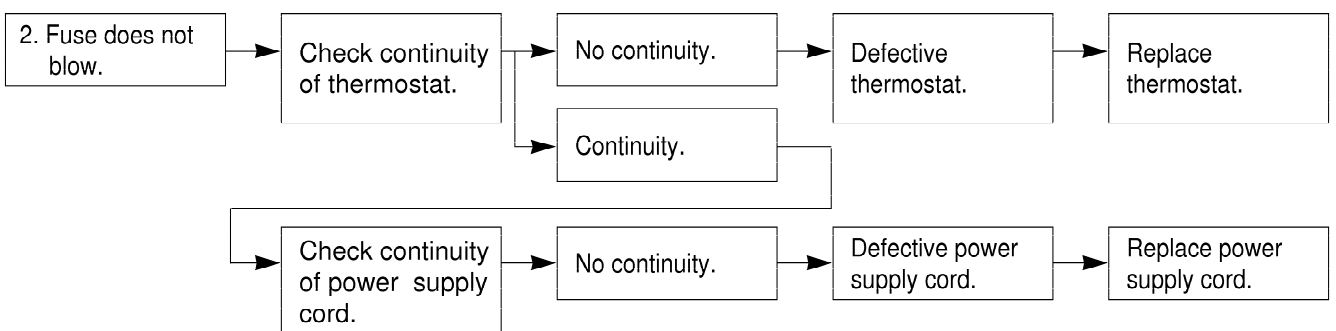 2. Fuse does not
blow.
Check continuity
of thermostat.
No continuity.
Defective
thermostat.
Replace
thermostat.
Continuity.
Check continuity
of power supply
cord.
No continuity.
Defective power
supply cord.
Replace power
supply cord.